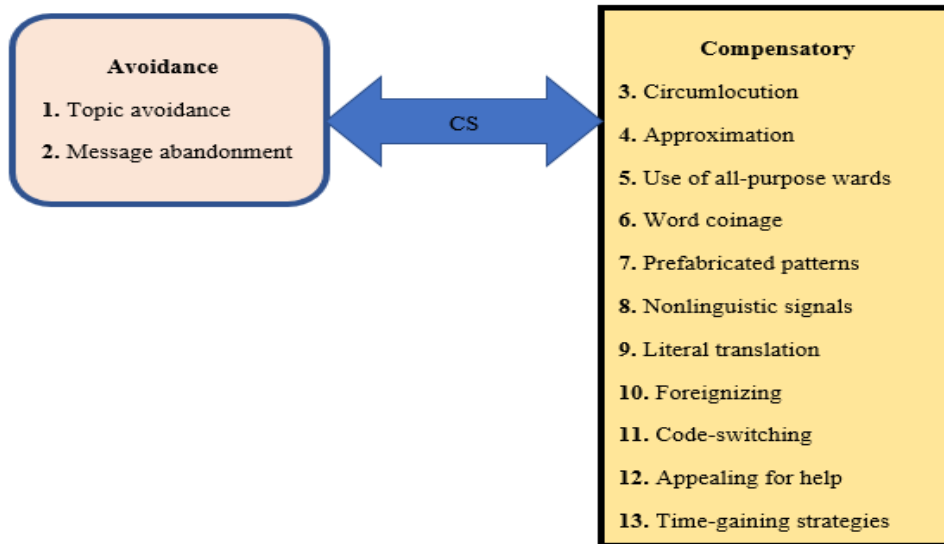 Avoidance
1. Topic avoidance
2. Message abandonment
CS
Compensatory
3. Circumlocution
4. Approximation
5. Use of all-purpose wards
6. Word coinage
7. Prefabricated patterns
8. Nonlinguistic signals
9. Literal translation
10. Foreignizing
11. Code-switching
12. Appealing for help
13. Time-gaining strategies